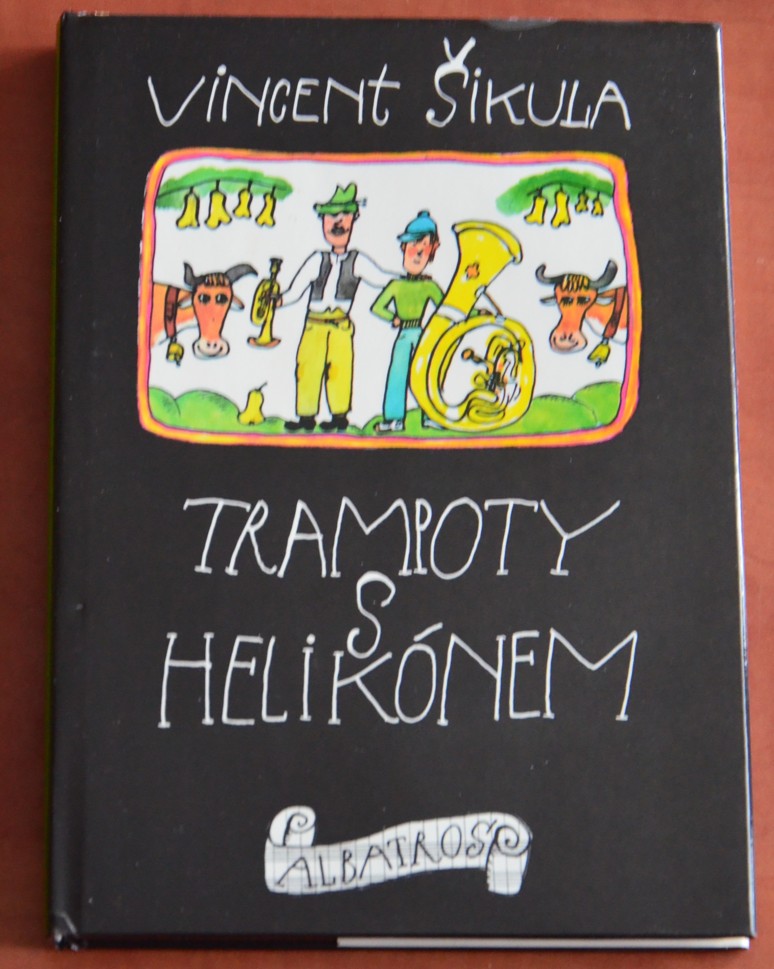 VINCENT ŠIKULA
TRAMPOTY
S
HELIKÓNEM
ALBATROS